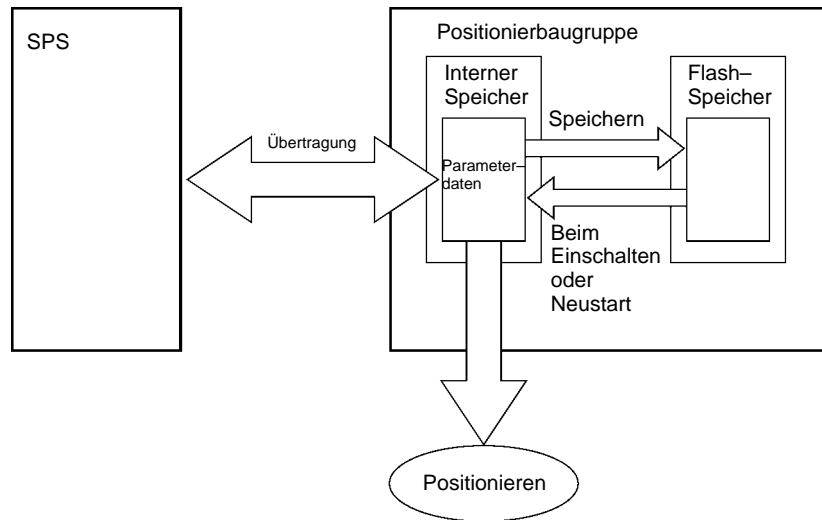 SPS
Positionierbaugruppe
Interner
Speicher
Flash–
Speicher
Speichern
Übertragung
Parameter–
daten
Beim
Einschalten
oder
Neustart
Positionieren